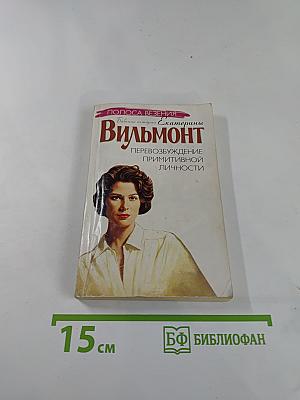 ПОЛОСА ВЕЗЕНИЯ
Екатерины
Вильмонт
ПЕРЕВОЗБУЖДЕНИЕ
ПРИМИТИВНОЙ
ЛИЧНОСТИ
15 см
БФ БИБЛИОФАН